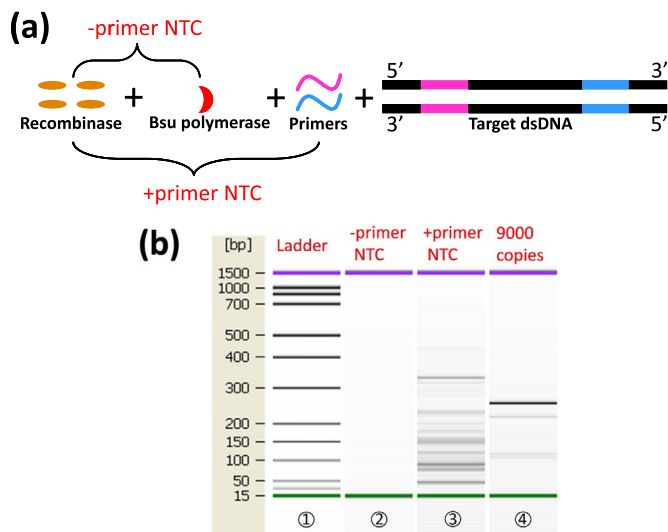 (a)
-primer NTC
5’
3’
+
+
+
Recombinase
Bsu polymerase
Primers
3’
Target dsDNA
5’
+primer NTC
(b)
[bp]
Ladder
-primer
NTC
+primer
NTC
9000
copies
1500
1000
700
500
400
300
200
150
100
50
15
①
②
③
④